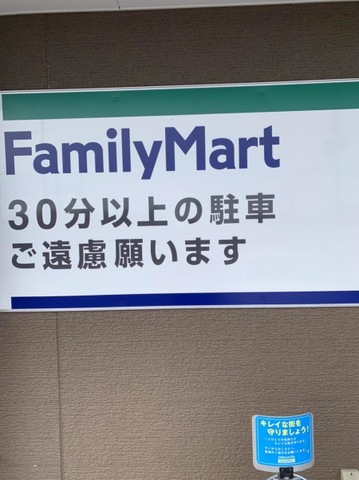 FamilyMart
30分以上の駐車
ご遠慮願います
キレイな街を
守りましょう!